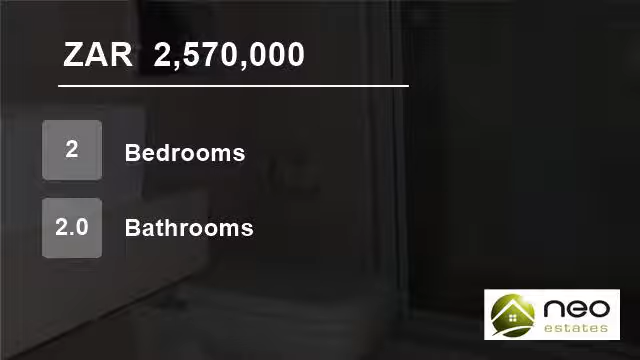 ZAR 2,570,000
2 Bedrooms
2.0 Bathrooms
neo
estates